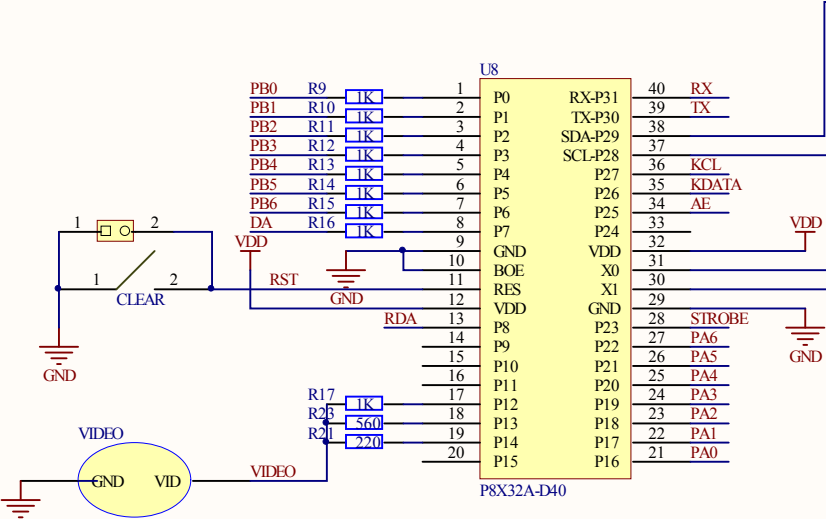 U8
PB0 R9 1K 1 P0 RX-P31 40 RX
PB1 R10 1K 2 P1 TX-P30 39 TX
PB2 R11 1K 3 P2 SDA-P29 38
PB3 R12 1K 4 P3 SCL-P28 37
PB4 R13 1K 5 P4 P27 36 KCL
PB5 R14 1K 6 P5 P26 35 KDATA
PB6 R15 1K 7 P6 P25 34 AE
DA R16 1K 8 P7 P24 33
1 2
VDD 9 GND VDD 32 VDD
10 BOE X0 31
1 2 RST 11 RES X1 30
CLEAR GND 12 VDD GND 29
RDA 13 P8 P23 28 STROBE
14 P9 P22 27 PA6
GND
GND
15 P10 P21 26 PA5
16 P11 P20 25 PA4
R17 1K 17 P12 P19 24 PA3
R23 560 18 P13 P18 23 PA2
R21 220 19 P14 P17 22 PA1
20 P15 P16 21 PA0
VIDEO
GND VID VIDEO
P8X32A-D40
GND